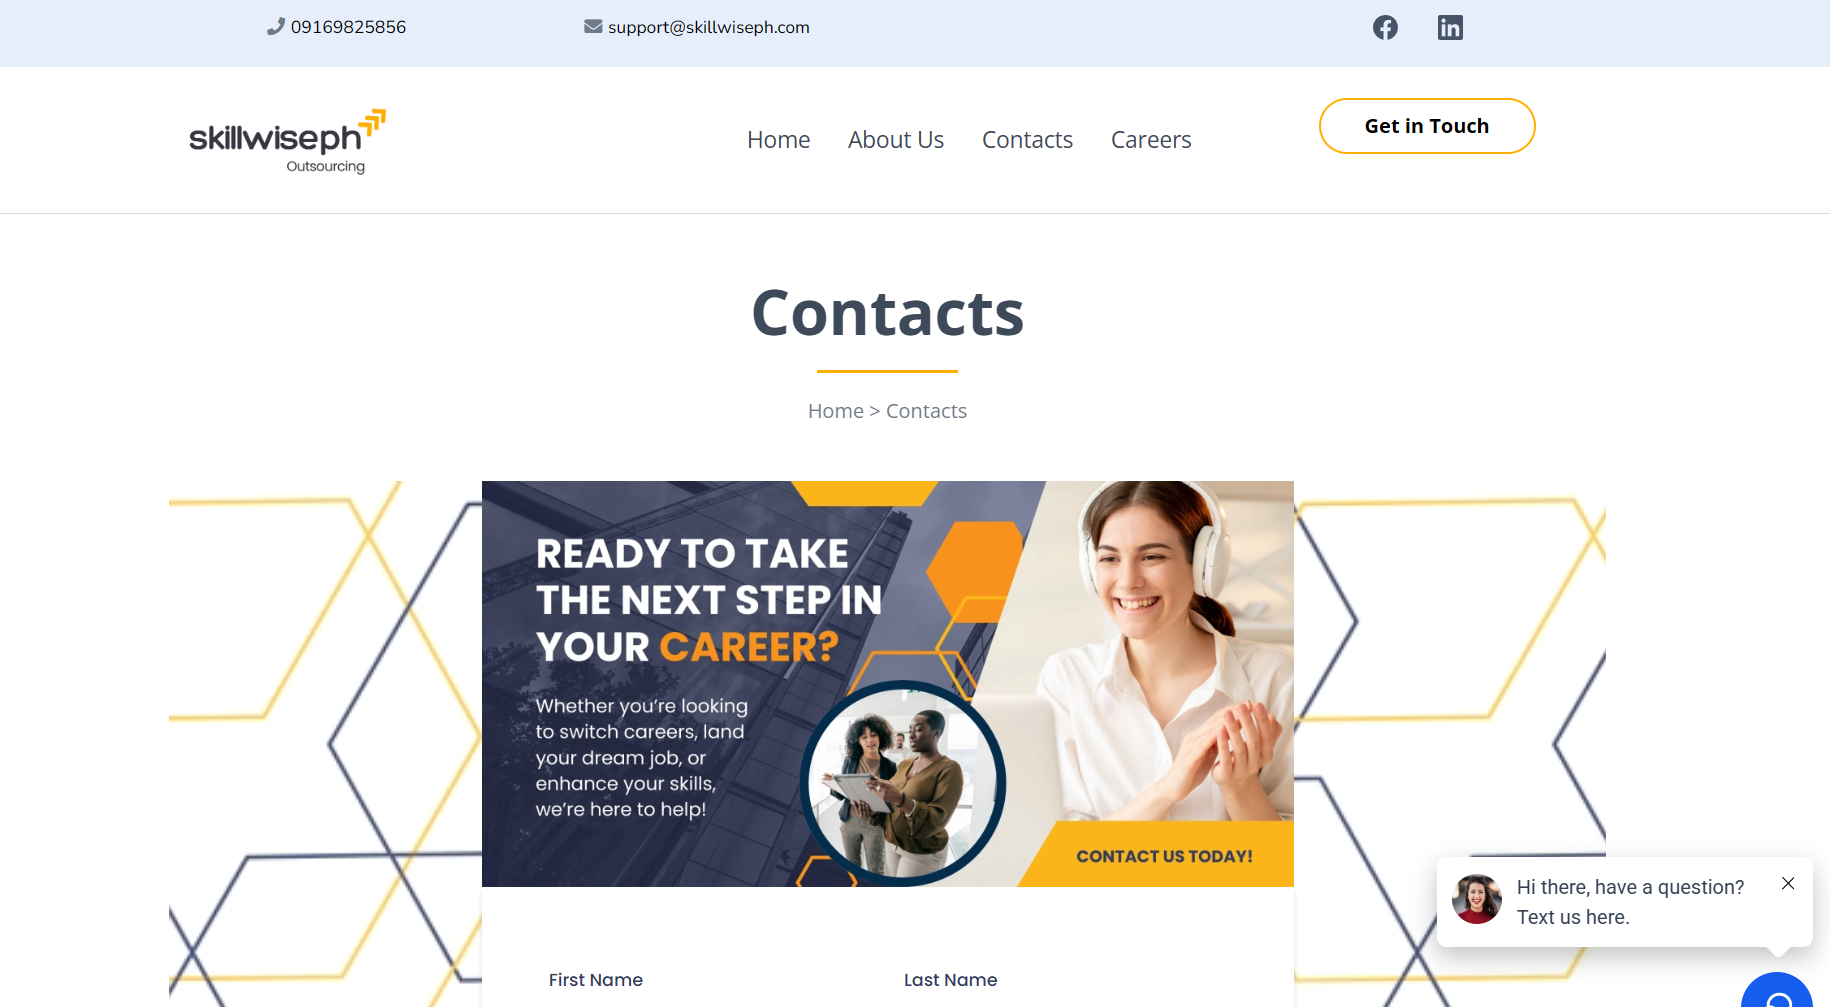 09169825856
support@skillwiseph.com
skillwiseph
Outsourcing
Home
About Us
Contacts
Careers
Get in Touch
Contacts
Home > Contacts
READY TO TAKE
THE NEXT STEP IN
YOUR CAREER?
Whether you're looking
to switch careers, land
your dream job, or
enhance your skills,
we're here to help!
CONTACT US TODAY!
Hi there, have a question?
Text us here.
First Name
Last Name